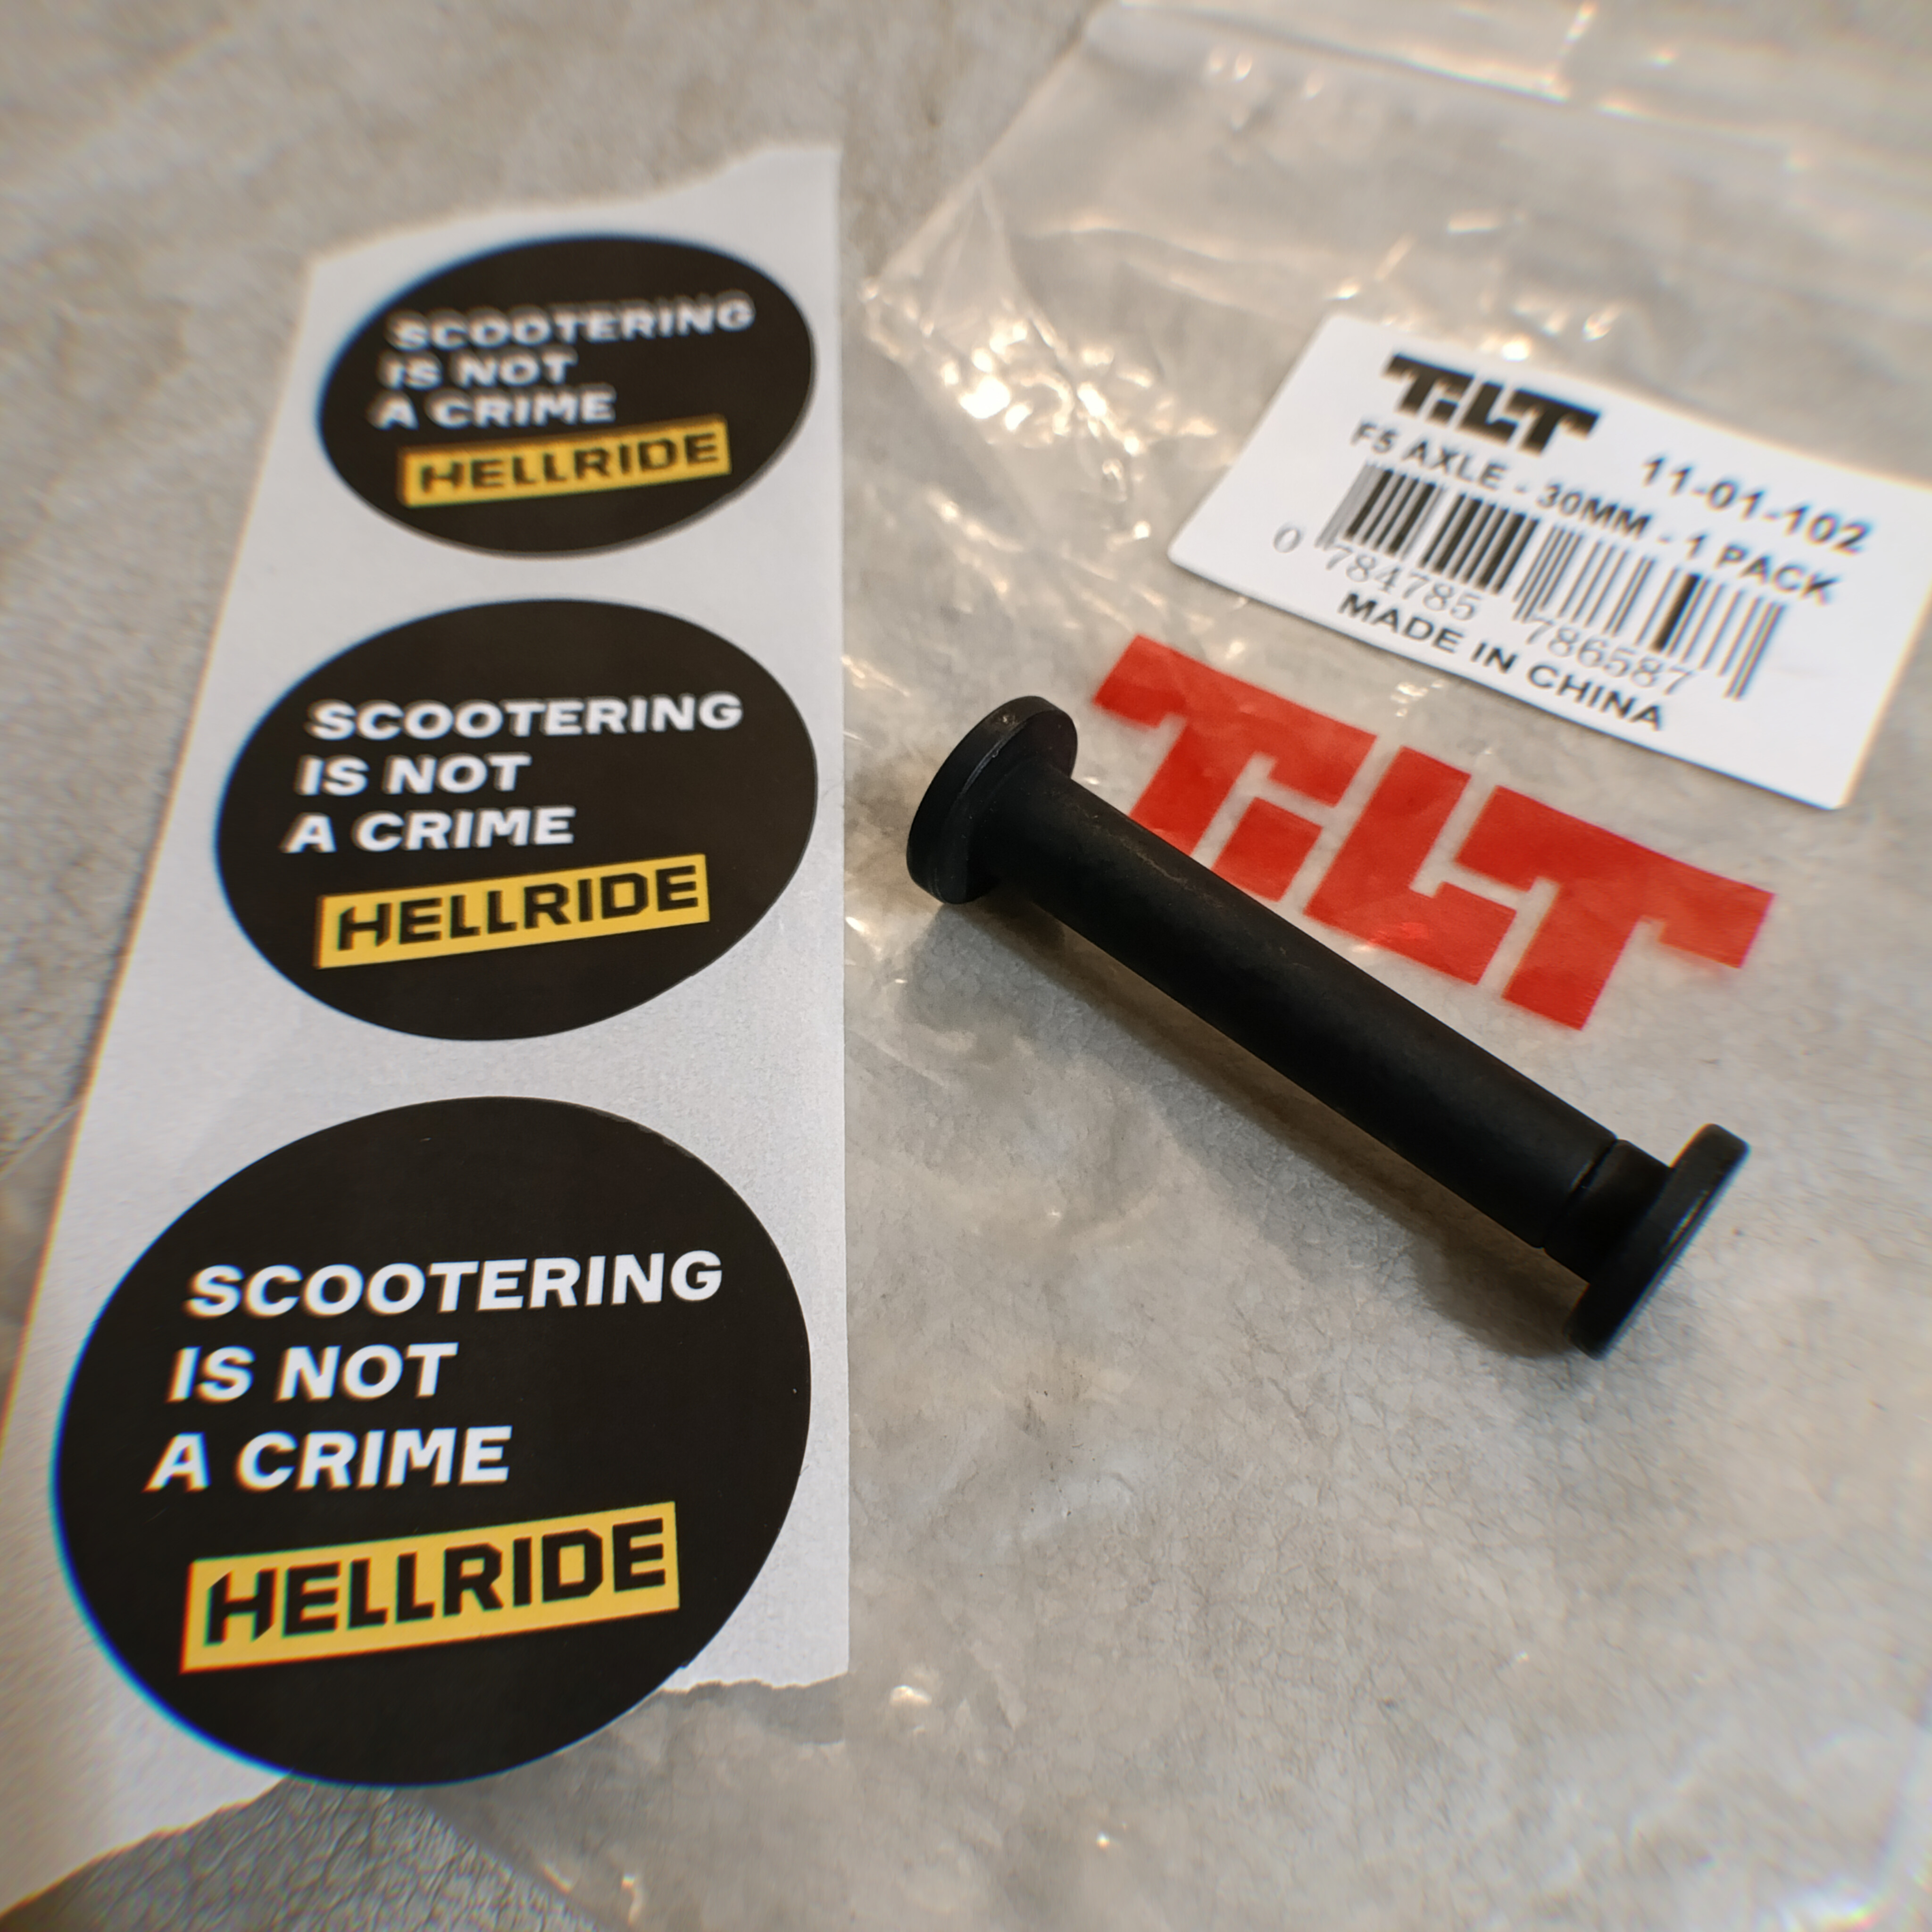 SCOOTERING
IS NOT
A CRIME
HELLRIDE
SCOOTERING
IS NOT
A CRIME
HELLRIDE
SCOOTERING
IS NOT
A CRIME
HELLRIDE
TILT 11-01-102
F5 AXLE - 30MM - 1 PACK
0 784785 786587
MADE IN CHINA
TILT